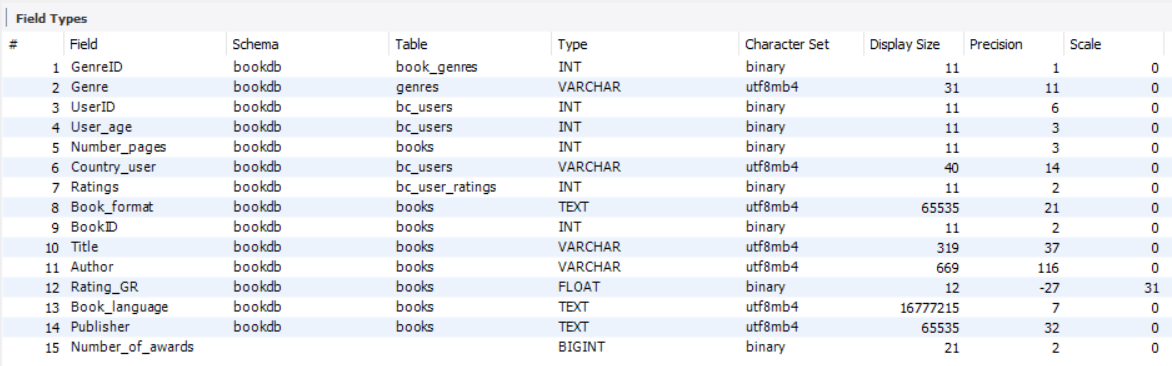 Field Types
# Field Schema Table Type Character Set Display Size Precision Scale
1 GenreID bookdb book_genres INT binary 11 1 0
2 Genre bookdb genres VARCHAR utf8mb4 31 11 0
3 UserID bookdb bc_users INT binary 11 6 0
4 User_age bookdb bc_users INT binary 11 3 0
5 Number_pages bookdb books INT binary 11 3 0
6 Country_user bookdb bc_users VARCHAR utf8mb4 40 14 0
7 Ratings bookdb bc_user_ratings INT binary 11 2 0
8 Book_format bookdb books TEXT utf8mb4 65535 21 0
9 BookID bookdb books INT binary 11 2 0
10 Title bookdb books VARCHAR utf8mb4 319 37 0
11 Author bookdb books VARCHAR utf8mb4 669 116 0
12 Rating_GR bookdb books FLOAT binary 12 -27 31
13 Book_language bookdb books TEXT utf8mb4 16777215 7 0
14 Publisher bookdb books TEXT utf8mb4 65535 32 0
15 Number_of_awards BIGINT binary 21 2 0